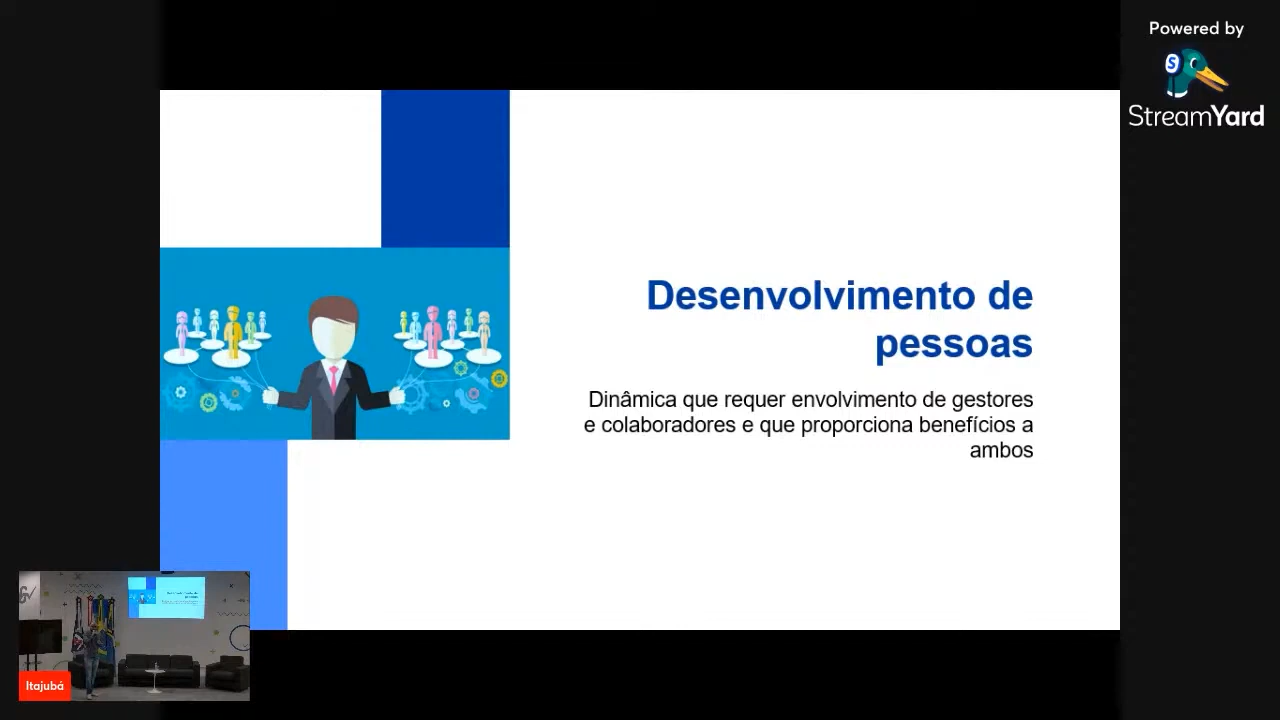 Powered by
S
StreamYard
Desenvolvimento de
pessoas
Dinâmica que requer envolvimento de gestores
e colaboradores e que proporciona benefícios a
ambos
Itajubá